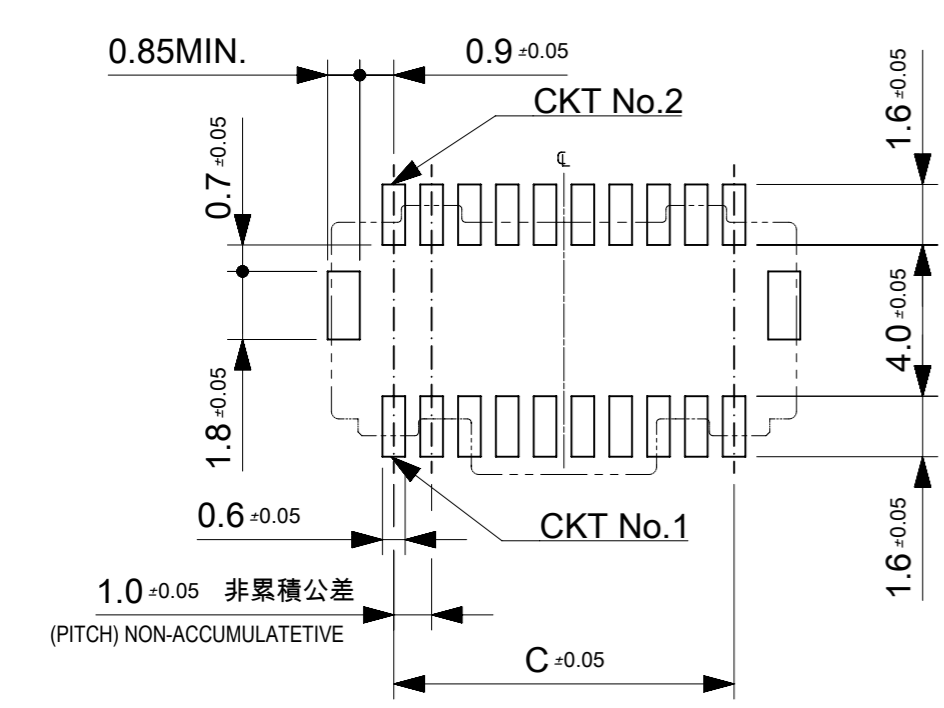 0.85MIN.
0.9 ±0.05
CKT No.2
1.6 ±0.05
0.7 ±0.05
℄
4.0 ±0.05
1.8 ±0.05
0.6 ±0.05
CKT No.1
1.6 ±0.05
1.0 ±0.05 非累積公差
(PITCH) NON-ACCUMULATETIVE
C ±0.05